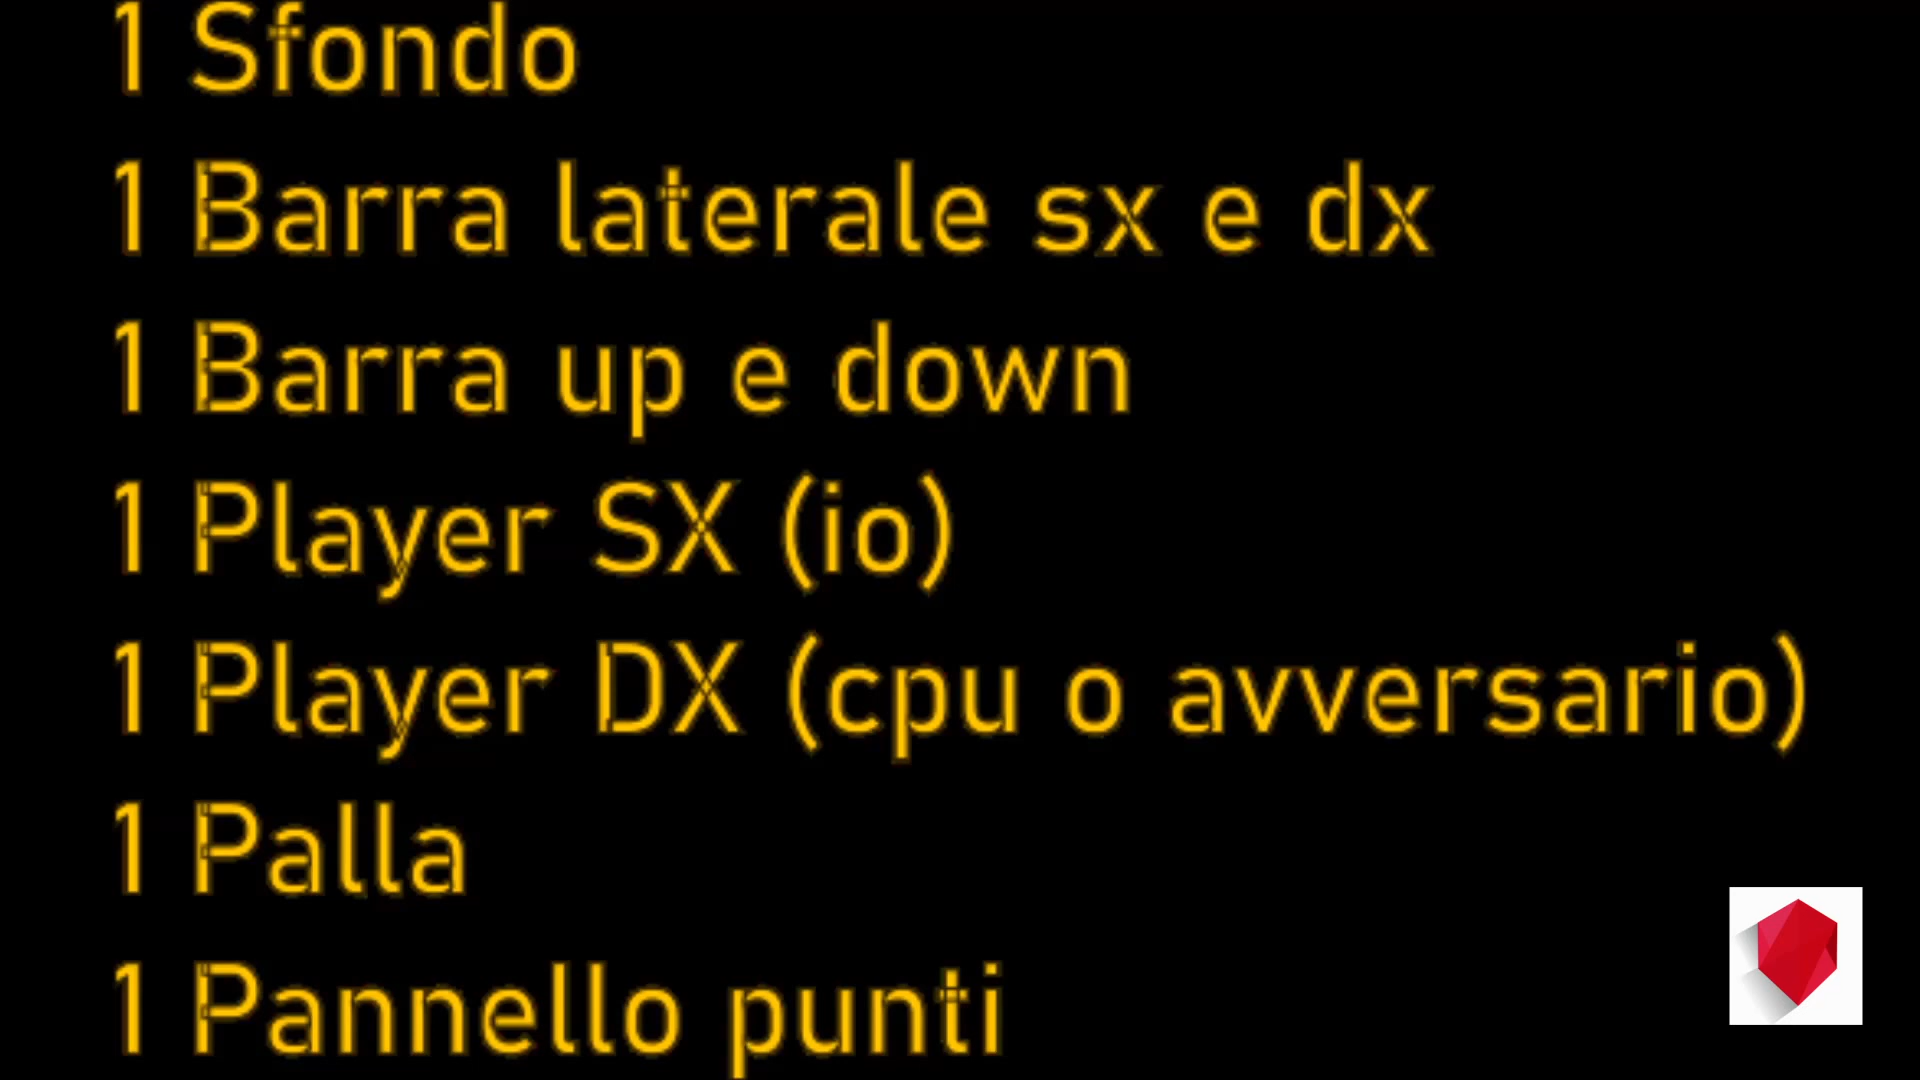 1 Sfondo
1 Barra laterale sx e dx
1 Barra up e down
1 Player SX (io)
1 Player DX (cpu o avversario)
1 Palla
1 Pannello punti